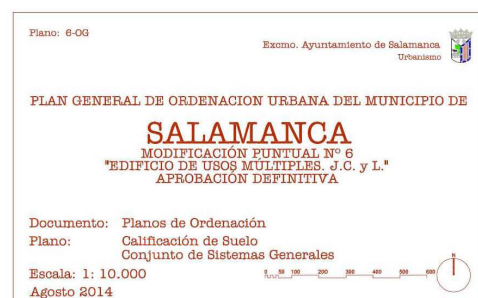 Plano: 6-OG
Excmo. Ayuntamiento de Salamanca
Urbanismo
PLAN GENERAL DE ORDENACION URBANA DEL MUNICIPIO DE
SALAMANCA
MODIFICACIÓN PUNTUAL Nº 6
"EDIFICIO DE USOS MÚLTIPLES. J.C. y L."
APROBACIÓN DEFINITIVA
Documento: Planos de Ordenación
Plano: Calificación de Suelo
Conjunto de Sistemas Generales
Escala: 1: 10.000
0 50 100 200 300 400 500 600
N
Agosto 2014